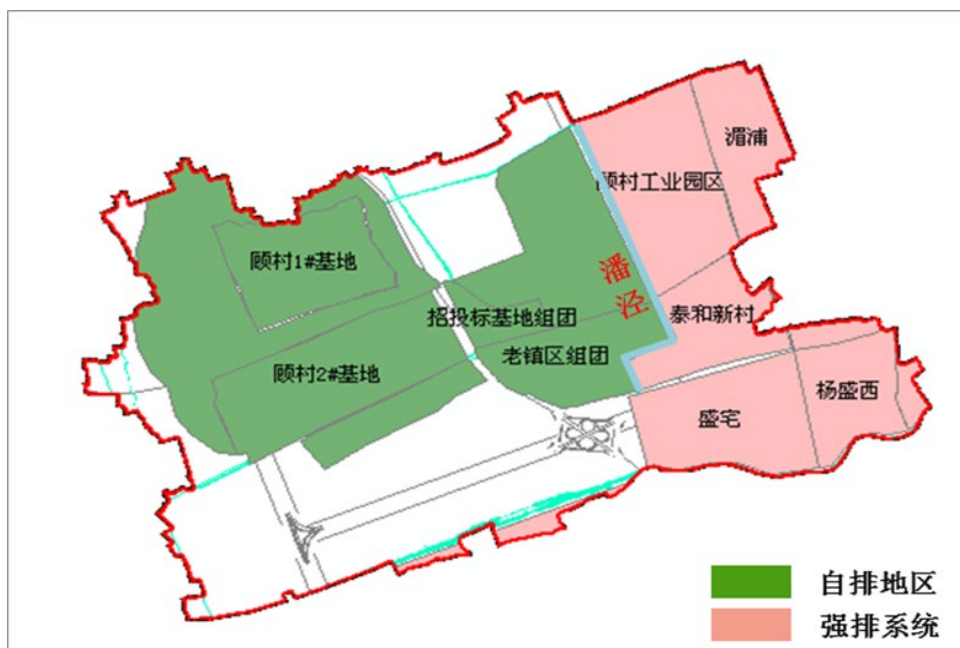 湄浦
顾村工业园区
顾村1#基地
潘泾
招投标基地组团
泰和新村
老镇区组团
顾村2#基地
杨盛西
盛宅
自排地区
强排系统